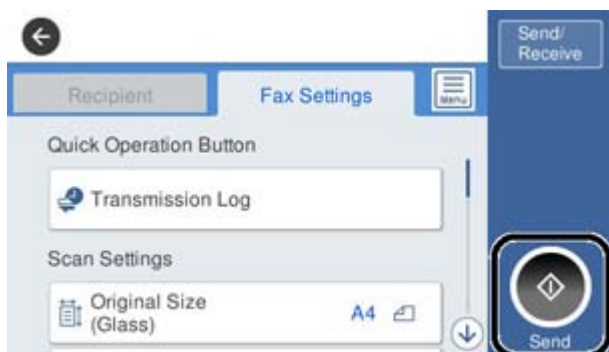 Send/
Receive
Recipient
Fax Settings
Menu
Quick Operation Button
Transmission Log
Scan Settings
Original Size
(Glass)
A4
Send